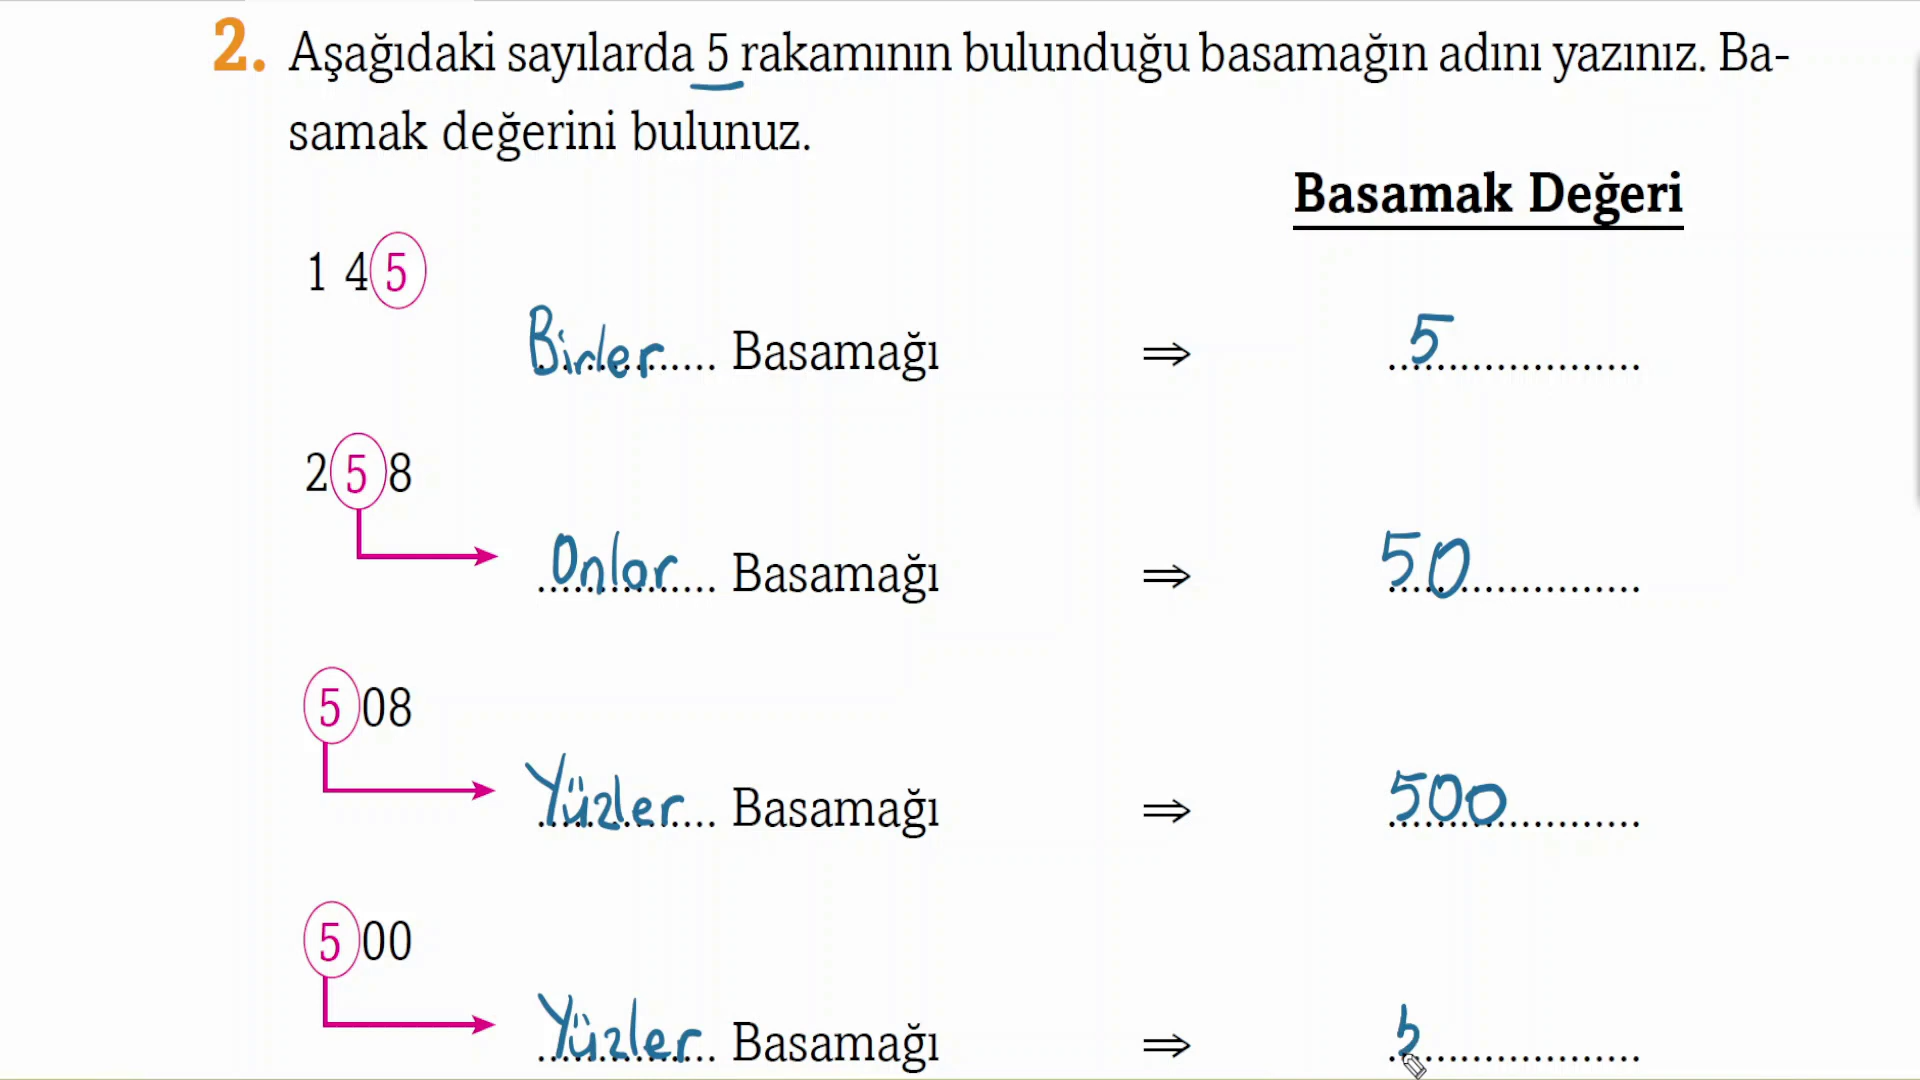 2. Aşağıdaki sayılarda 5 rakamının bulunduğu basamağın adını yazınız. Ba-
samak değerini bulunuz.
Basamak Değeri
1 4 5
Birler Basamağı ⇒ 5
2 5 8
Onlar Basamağı ⇒ 50
5 08
Yüzler Basamağı ⇒ 500
5 00
Yüzler Basamağı ⇒ 5